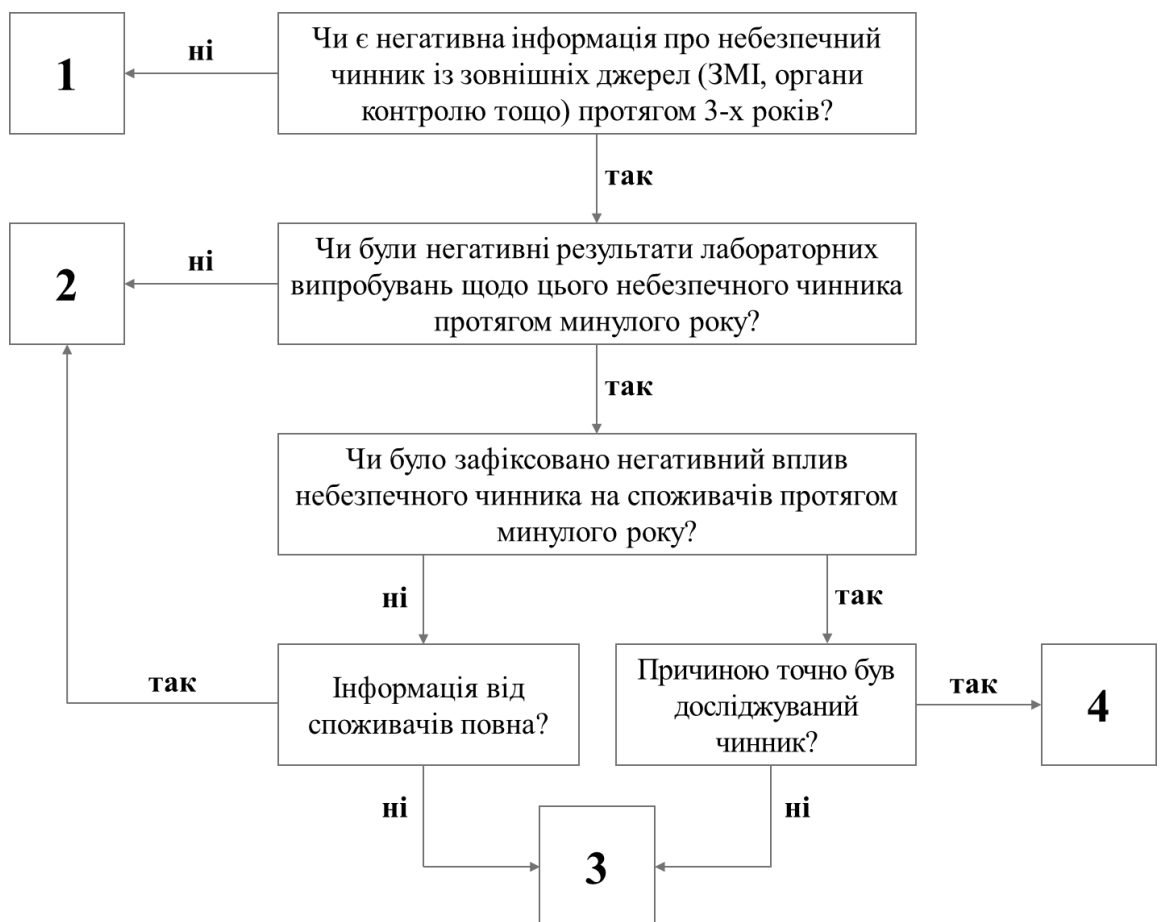 1
ні
Чи є негативна інформація про небезпечний
чинник із зовнішніх джерел (ЗМІ, органи
контролю тощо) протягом 3-х років?
так
2
ні
Чи були негативні результати лабораторних
випробувань щодо цього небезпечного чинника
протягом минулого року?
так
Чи було зафіксовано негативний вплив
небезпечного чинника на споживачів протягом
минулого року?
ні
так
так
Інформація від
споживачів повна?
Причиною точно був
досліджуваний
чинник?
так
4
ні
ні
3